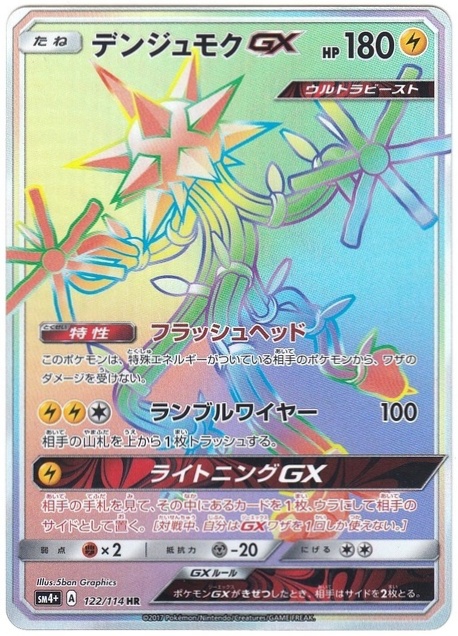 たね デンジュモクGX HP 180
ウルトラビースト
特性 フラッシュヘッド
このポケモンは、特殊エネルギーがついている相手のポケモンから、ワザの
ダメージを受けない。
ランブルワイヤー 100
相手の山札を上から1枚トラッシュする。
ライトニングGX
相手の手札を見て、その中にあるカードを1枚、ウラにして相手の
サイドとして置く。[対戦中、自分はGXワザを1回しか使えない。]
弱点 ×2 抵抗力 -20 にげる
Illus. 5ban Graphics
GXルール
SM4+ A 122/114 HR
ポケモンGXがきぜつしたとき、相手はサイドを2枚とる。
©2017 Pokémon/Nintendo/Creatures/GAME FREAK.